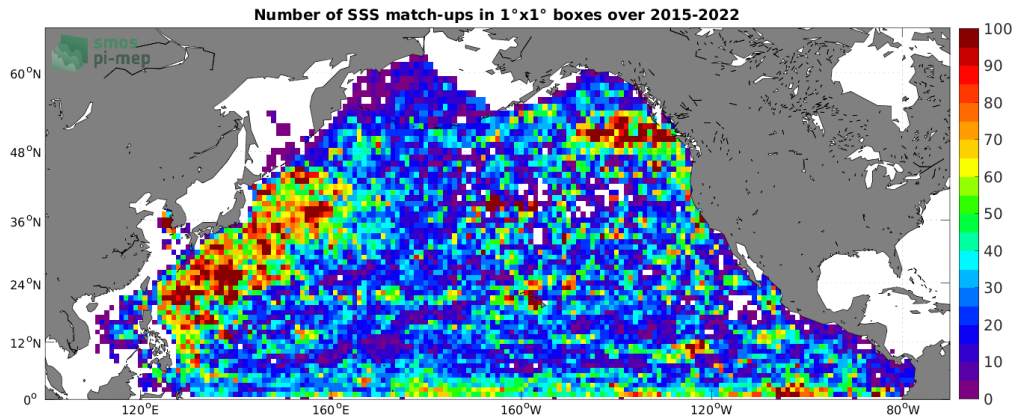 Number of SSS match-ups in 1°x1° boxes over 2015-2022
smos
pi-mep
60°N
48°N
36°N
24°N
12°N
0°
120°E
160°E
160°W
120°W
80°W
100
90
80
70
60
50
40
30
20
10
0